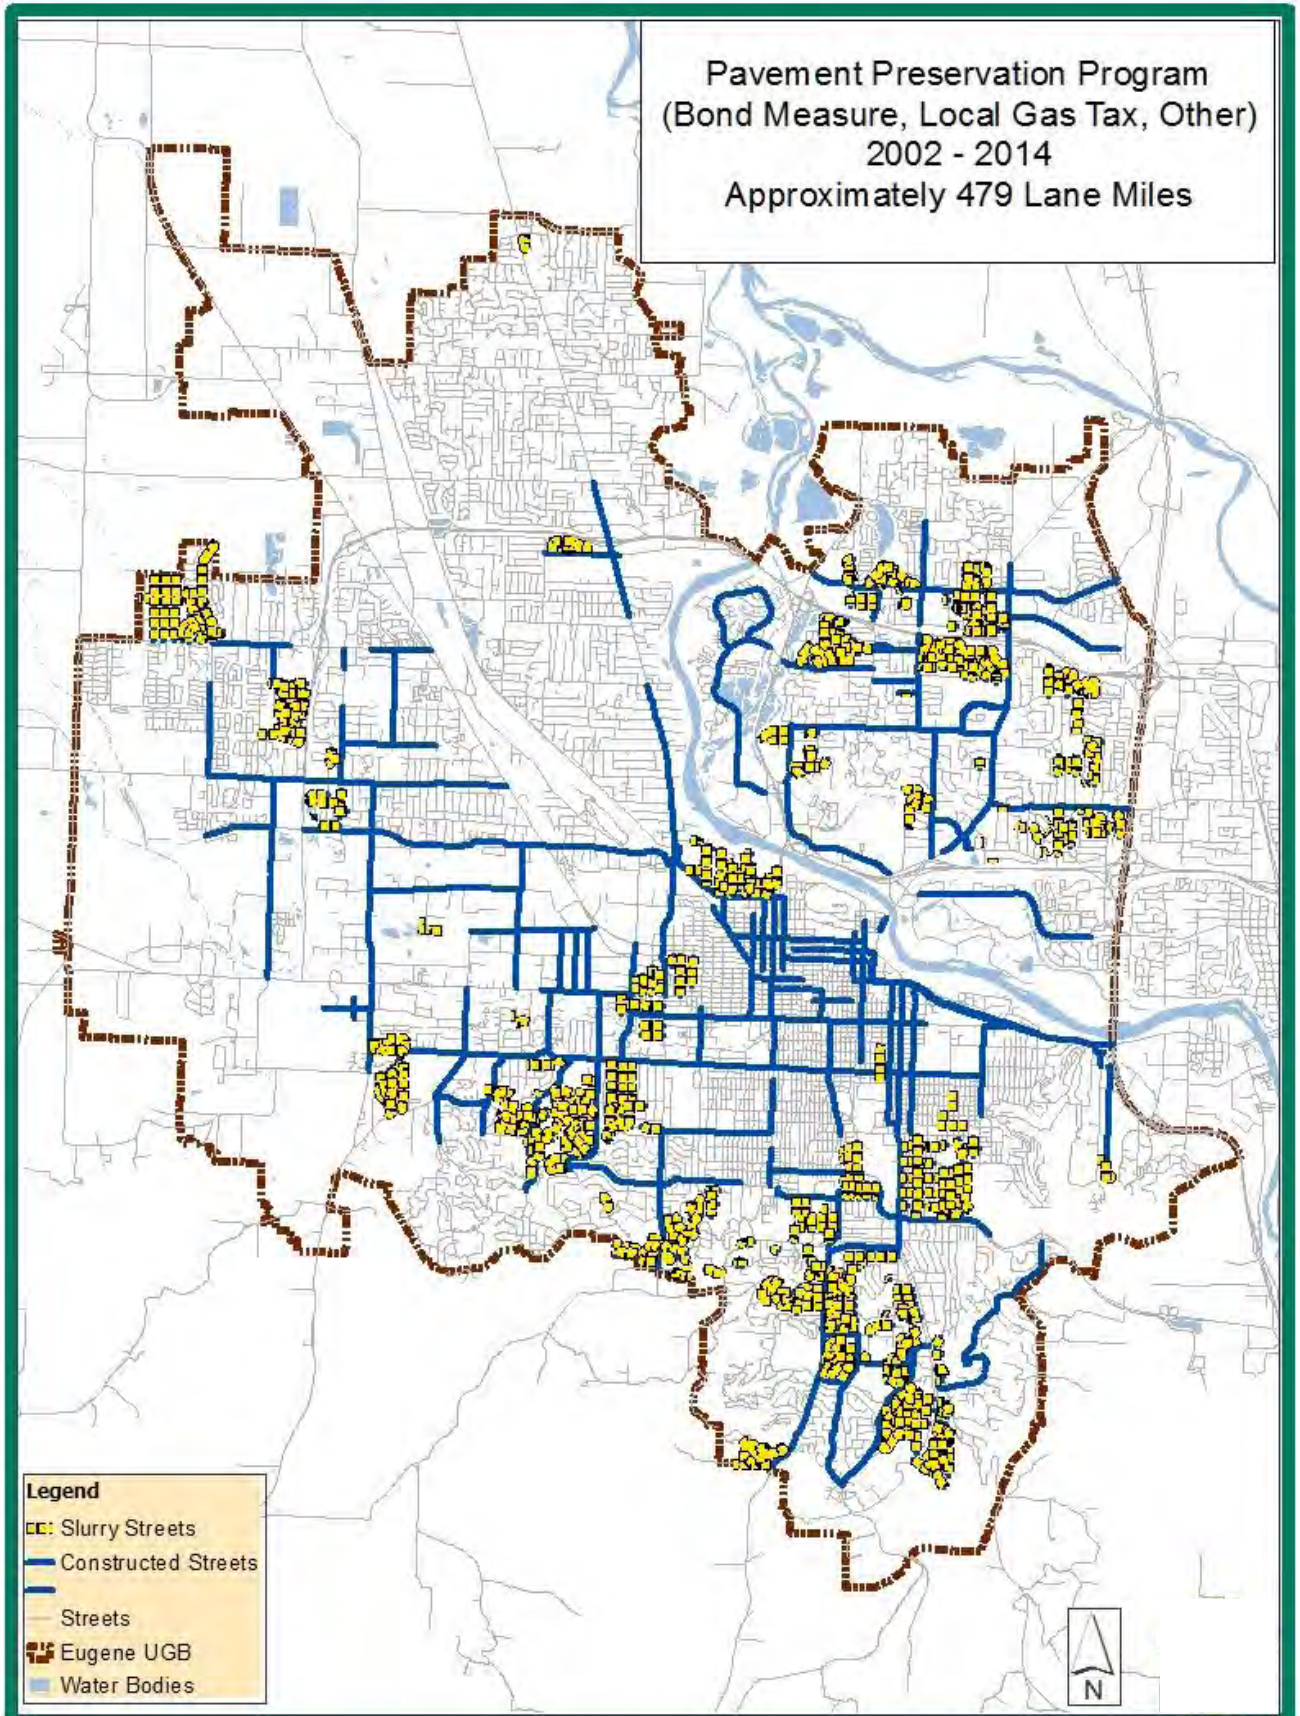 Pavement Preservation Program
(Bond Measure, Local Gas Tax, Other)
2002 - 2014
Approximately 479 Lane Miles
Legend
Slurry Streets
Constructed Streets
Streets
Eugene UGB
Water Bodies
N